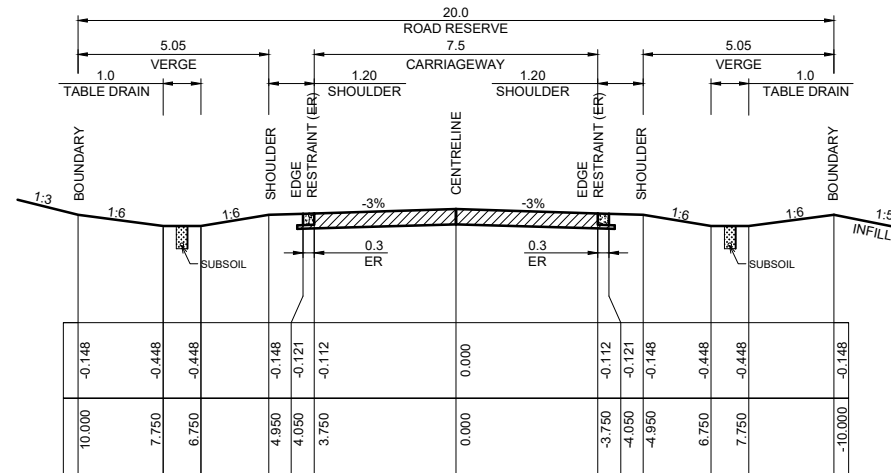 20.0
ROAD RESERVE
5.05
VERGE
7.5
CARRIAGEWAY
5.05
VERGE
1.0
TABLE DRAIN
1.20
SHOULDER
1.20
SHOULDER
1.0
TABLE DRAIN
BOUNDARY
SHOULDER
EDGE
RESTRAINT (ER)
CENTRELINE
EDGE
RESTRAINT (ER)
SHOULDER
BOUNDARY
1:3
1:6
1:6
-3%
-3%
1:6
1:6
1:5
INFILL
SUBSOIL
0.3
ER
0.3
ER
SUBSOIL
-0.148
-0.448
-0.448
-0.148
-0.121
-0.112
0.000
-0.112
-0.121
-0.148
-0.448
-0.448
-0.148
10.000
7.750
6.750
4.950
4.050
3.750
0.000
-3.750
-4.050
-4.950
6.750
7.750
-10.000